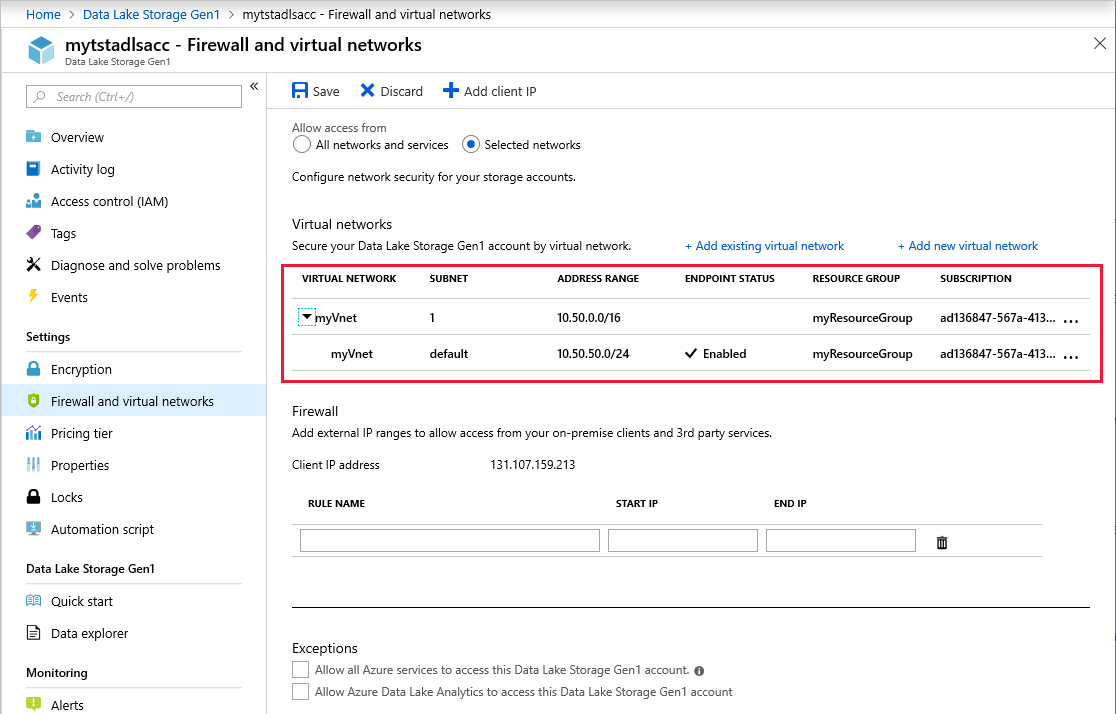 Home > Data Lake Storage Gen1 > mytstadlsacc - Firewall and virtual networks
mytstadlsacc - Firewall and virtual networks
Data Lake Storage Gen1
Search (Ctrl+/)
«
Overview
Activity log
Access control (IAM)
Tags
Diagnose and solve problems
Events
Settings
Encryption
Firewall and virtual networks
Pricing tier
Properties
Locks
Automation script
Data Lake Storage Gen1
Quick start
Data explorer
Monitoring
Alerts
Save Discard Add client IP
Allow access from
All networks and services Selected networks
Configure network security for your storage accounts.
Virtual networks
Secure your Data Lake Storage Gen1 account by virtual network. + Add existing virtual network + Add new virtual network
VIRTUAL NETWORK SUBNET ADDRESS RANGE ENDPOINT STATUS RESOURCE GROUP SUBSCRIPTION
myVnet 1 10.50.0.0/16 myResourceGroup ad136847-567a-413... ...
myVnet default 10.50.50.0/24 Enabled myResourceGroup ad136847-567a-413... ...
Firewall
Add external IP ranges to allow access from your on-premise clients and 3rd party services.
Client IP address 131.107.159.213
RULE NAME START IP END IP
Exceptions
Allow all Azure services to access this Data Lake Storage Gen1 account.
Allow Azure Data Lake Analytics to access this Data Lake Storage Gen1 account